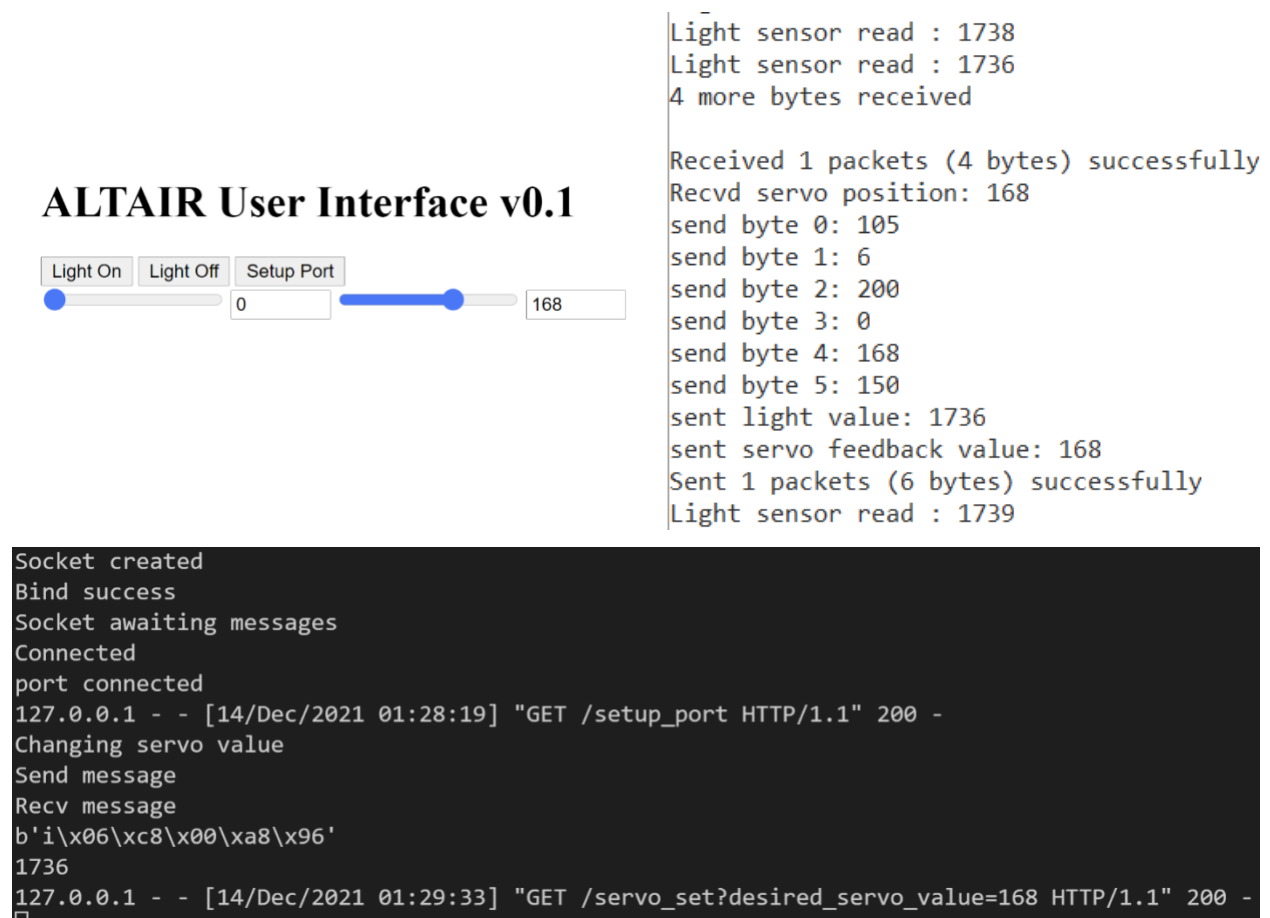 ALTAIR User Interface v0.1
Light On Light Off Setup Port
0 168
Light sensor read : 1738
Light sensor read : 1736
4 more bytes received
Received 1 packets (4 bytes) successfully
Recvd servo position: 168
send byte 0: 105
send byte 1: 6
send byte 2: 200
send byte 3: 0
send byte 4: 168
send byte 5: 150
sent light value: 1736
sent servo feedback value: 168
Sent 1 packets (6 bytes) successfully
Light sensor read : 1739
Socket created
Bind success
Socket awaiting messages
Connected
port connected
127.0.0.1 - - [14/Dec/2021 01:28:19] "GET /setup_port HTTP/1.1" 200 -
Changing servo value
Send message
Recv message
b'i\x06\xc8\x00\xa8\x96'
1736
127.0.0.1 - - [14/Dec/2021 01:29:33] "GET /servo_set?desired_servo_value=168 HTTP/1.1" 200 -